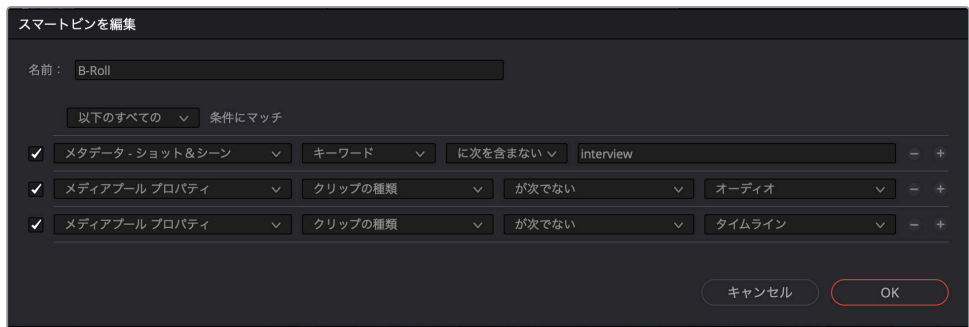 スマートビンを編集
名前： B-Roll
以下のすべての 条件にマッチ
メタデータ - ショット＆シーン キーワード に次を含まない interview
メディアプール プロパティ クリップの種類 が次でない オーディオ
メディアプール プロパティ クリップの種類 が次でない タイムライン
キャンセル OK